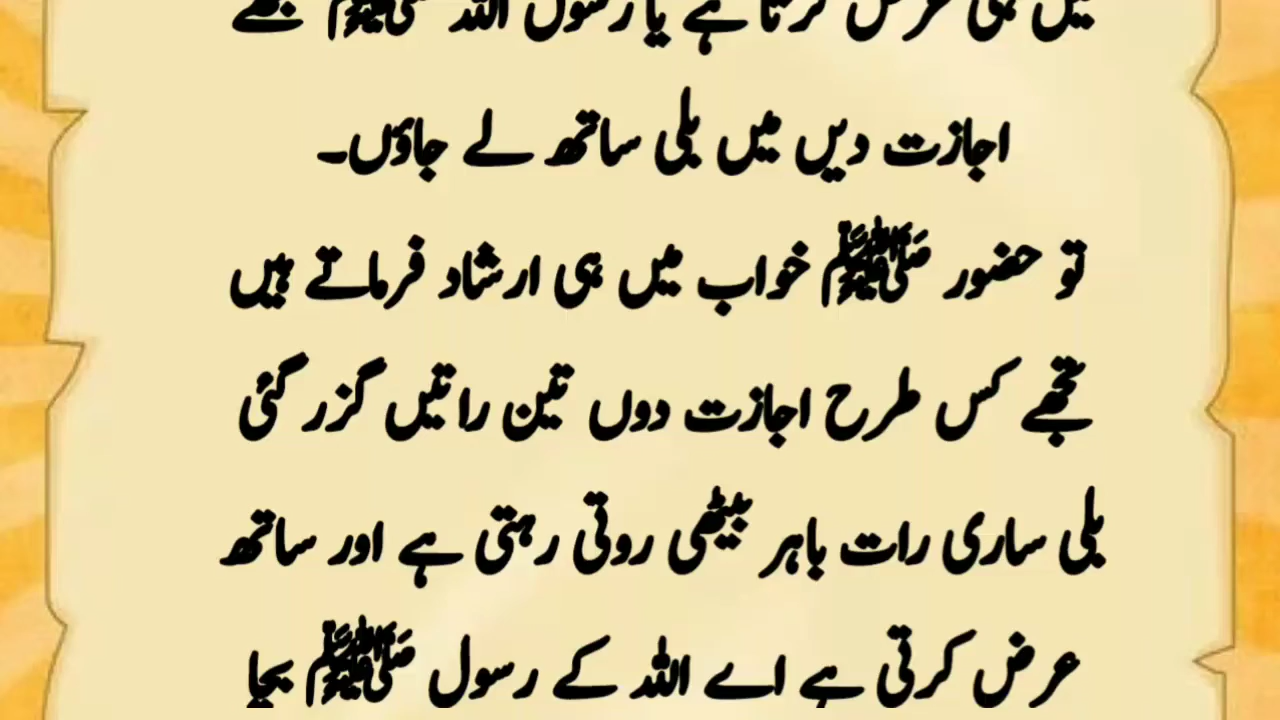 میں ہی عرض کرتا ہے یا رسول اللہ ﷺ مجھے
اجازت دیں میں بلی ساتھ لے جاؤں۔
تو حضور ﷺ خواب میں ہی ارشاد فرماتے ہیں
تجھے کس طرح اجازت دوں تین راتیں گزر گئی
بلی ساری رات باہر بیٹھی روتی رہتی ہے اور ساتھ
عرض کرتی ہے اے اللہ کے رسول ﷺ بچا